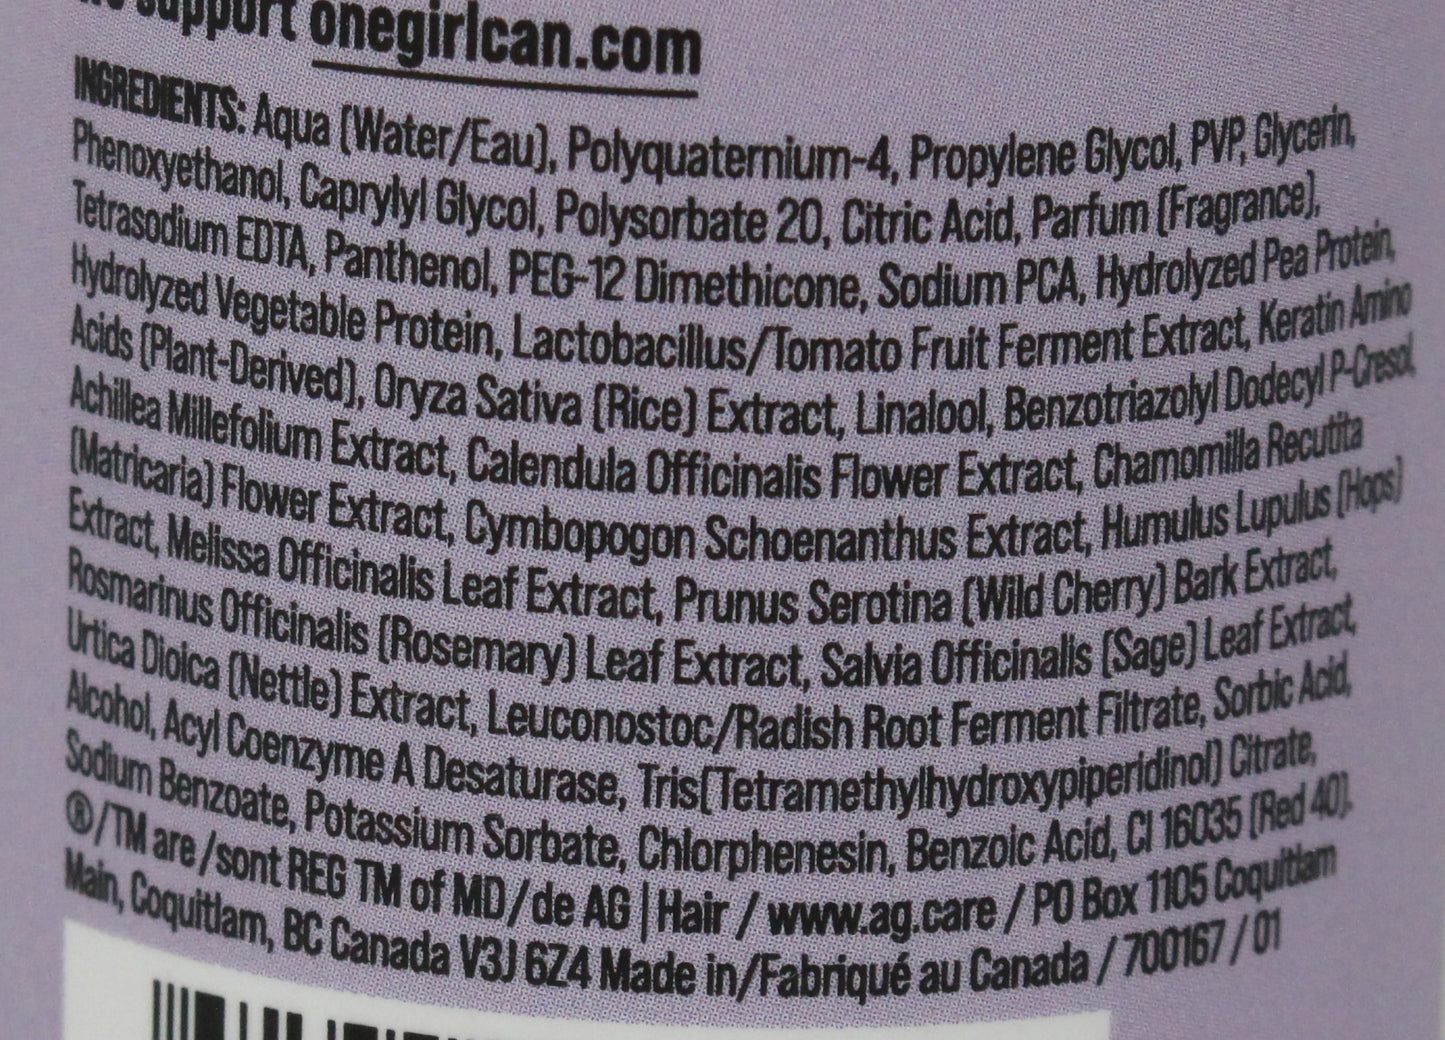 support onegirlcan.com
INGREDIENTS: Aqua (Water/Eau), Polyquaternium-4, Propylene Glycol, PVP, Glycerin,
Phenoxyethanol, Caprylyl Glycol, Polysorbate 20, Citric Acid, Parfum (Fragrance),
Tetrasodium EDTA, Panthenol, PEG-12 Dimethicone, Sodium PCA, Hydrolyzed Pea Protein,
Hydrolyzed Vegetable Protein, Lactobacillus/Tomato Fruit Ferment Extract, Keratin Amino
Acids (Plant-Derived), Oryza Sativa (Rice) Extract, Linalool, Benzotriazolyl Dodecyl P-Cresol,
Achillea Millefolium Extract, Calendula Officinalis Flower Extract, Chamomilla Recutita
(Matricaria) Flower Extract, Cymbopogon Schoenanthus Extract, Humulus Lupulus (Hops)
Extract, Melissa Officinalis Leaf Extract, Prunus Serotina (Wild Cherry) Bark Extract,
Rosmarinus Officinalis (Rosemary) Leaf Extract, Salvia Officinalis (Sage) Leaf Extract,
Urtica Dioica (Nettle) Extract, Leuconostoc/Radish Root Ferment Filtrate, Sorbic Acid,
Alcohol, Acyl Coenzyme A Desaturase, Tris(Tetramethylhydroxypiperidinol) Citrate,
Sodium Benzoate, Potassium Sorbate, Chlorphenesin, Benzoic Acid, CI 16035 (Red 40).
®/TM are/sont REG TM of MD/de AG | Hair / www.ag.care / PO Box 1105 Coquitlam
Main, Coquitlam, BC Canada V3J 6Z4 Made in/Fabriqué au Canada / 700167 / 01